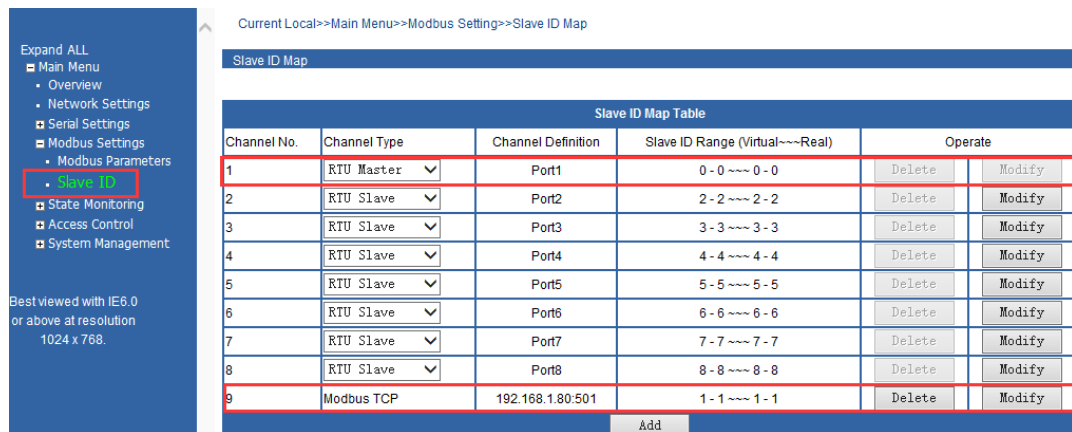 Current Local>>Main Menu>>Modbus Setting>>Slave ID Map
Expand ALL
Main Menu
Overview
Network Settings
Serial Settings
Modbus Settings
Modbus Parameters
Slave ID
State Monitoring
Access Control
System Management
Best viewed with IE6.0
or above at resolution
1024 x 768.
Slave ID Map
Slave ID Map Table
Channel No. Channel Type Channel Definition Slave ID Range (Virtual~~~Real) Operate
1 RTU Master Port1 0 - 0 ~~~ 0 - 0 Delete Modify
2 RTU Slave Port2 2 - 2 ~~~ 2 - 2 Delete Modify
3 RTU Slave Port3 3 - 3 ~~~ 3 - 3 Delete Modify
4 RTU Slave Port4 4 - 4 ~~~ 4 - 4 Delete Modify
5 RTU Slave Port5 5 - 5 ~~~ 5 - 5 Delete Modify
6 RTU Slave Port6 6 - 6 ~~~ 6 - 6 Delete Modify
7 RTU Slave Port7 7 - 7 ~~~ 7 - 7 Delete Modify
8 RTU Slave Port8 8 - 8 ~~~ 8 - 8 Delete Modify
9 Modbus TCP 192.168.1.80:501 1 - 1 ~~~ 1 - 1 Delete Modify
Add